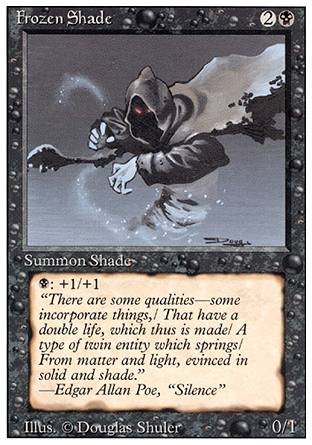 Frozen Shade 2
Summon Shade
: +1/+1
"There are some qualities—some
incorporate things,/ That have a
double life, which thus is made/ A
type of twin entity which springs/
From matter and light, evinced in
solid and shade."
—Edgar Allan Poe, "Silence"
Illus. © Douglas Shuler 0/1